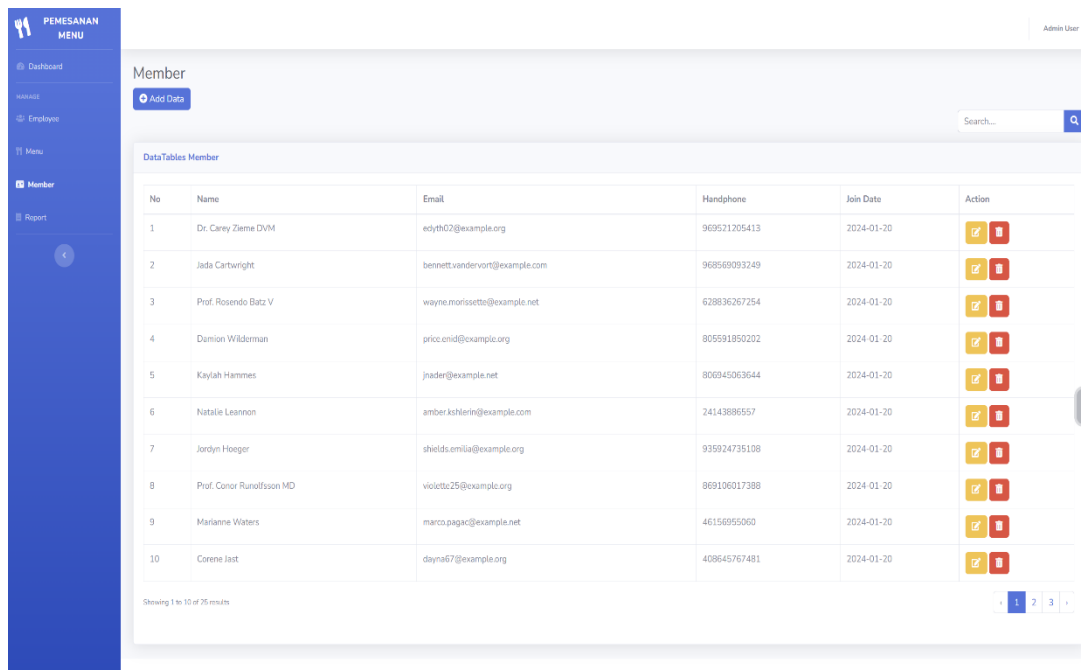 PEMESANAN
MENU
Admin User
Dashboard
MANAGE
Employee
Menu
Member
Report
Member
Add Data
Search...
DataTables Member
No Name Email Handphone Join Date Action
1 Dr. Carey Zieme DVM edyth02@example.org 969521205413 2024-01-20
2 Jada Cartwright bennett.vandervort@example.com 968569093249 2024-01-20
3 Prof. Rosendo Batz V wayne.morissette@example.net 628836267254 2024-01-20
4 Damion Wilderman price.enid@example.org 805591850202 2024-01-20
5 Kaylah Hammes jnader@example.net 806945063644 2024-01-20
6 Natalie Leannon amber.kshlerin@example.com 24143886557 2024-01-20
7 Jordyn Hoeger shields.emilia@example.org 935924735108 2024-01-20
8 Prof. Conor Runolfsson MD violette25@example.org 869106017388 2024-01-20
9 Marianne Waters marco.pagac@example.net 46156955060 2024-01-20
10 Corene Jast dayna67@example.org 408645767481 2024-01-20
Showing 1 to 10 of 25 results
‹ 1 2 3 ›